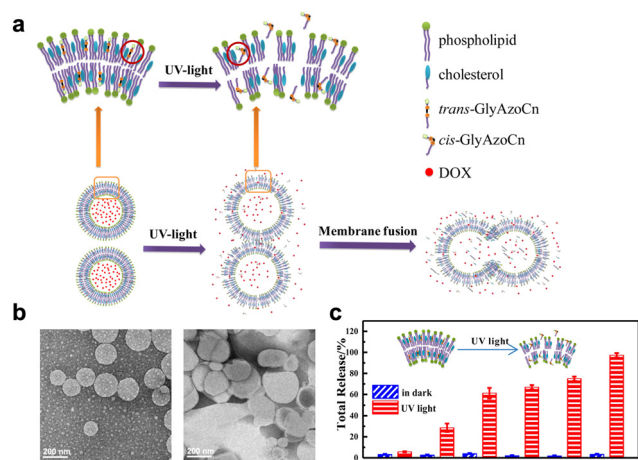 a
UV-light
phospholipid
cholesterol
trans-GlyAzoCn
cis-GlyAzoCn
DOX
UV-light
Membrane fusion
b
200 nm
200 nm
c
Total Release/%
120
100
80
60
40
20
0
UV light
in dark
UV light